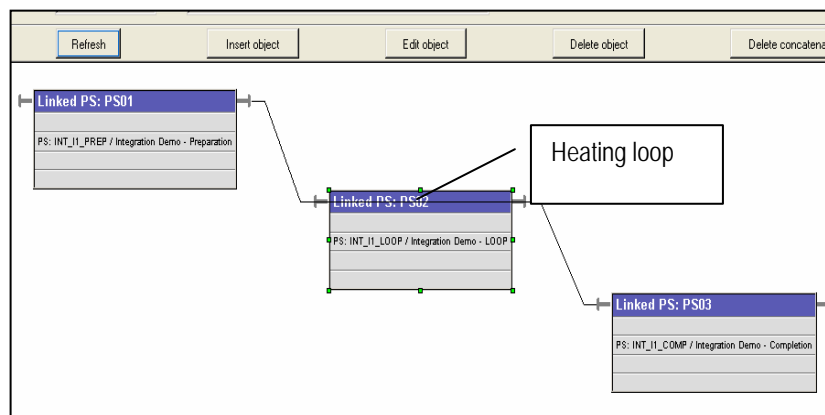 Refresh
Insert object
Edit object
Delete object
Delete concatena
Linked PS: PS01
PS: INT_I1_PREP / Integration Demo - Preparation
Heating loop
Linked PS: PS02
PS: INT_I1_LOOP / Integration Demo - LOOP
Linked PS: PS03
PS: INT_I1_COMP / Integration Demo - Completion